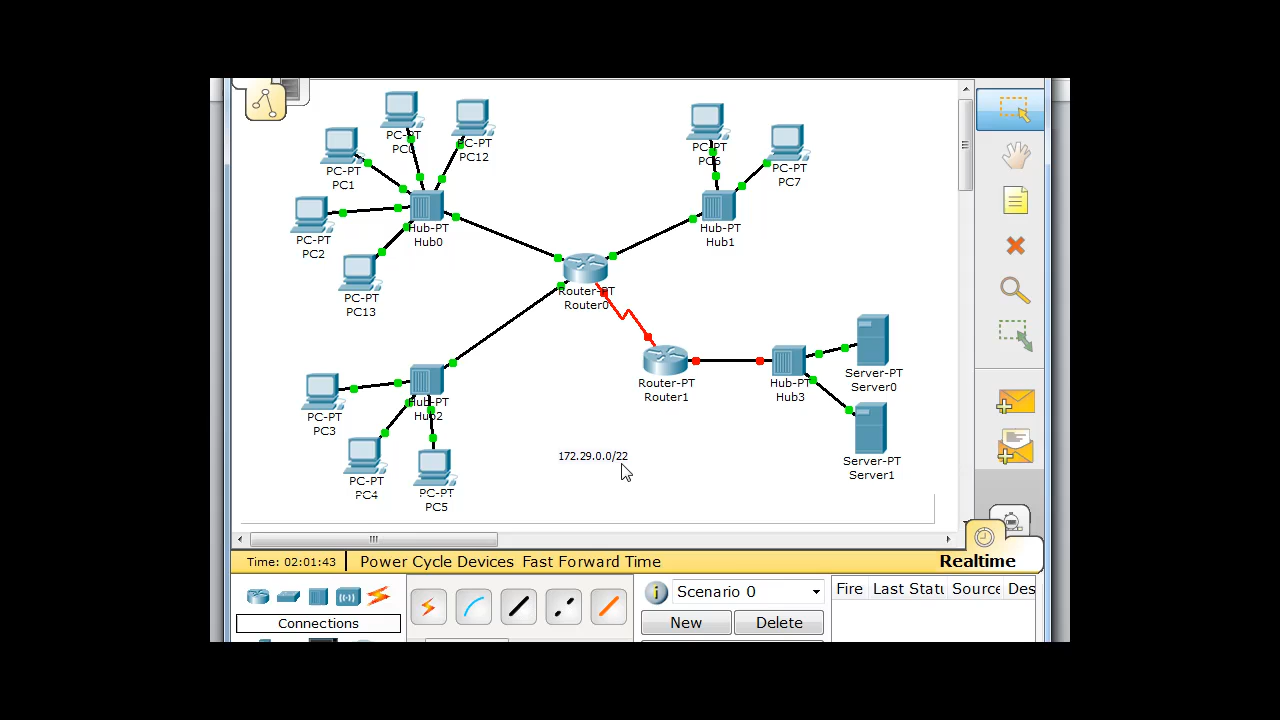 PC-PT
PC0
PC-PT
PC12
PC-PT
PC1
PC-PT
PC2
PC-PT
PC13
Hub-PT
Hub0
PC-PT
PC6
PC-PT
PC7
Hub-PT
Hub1
Router-PT
Router0
Router-PT
Router1
Hub-PT
Hub3
Server-PT
Server0
Server-PT
Server1
Hub-PT
Hub2
PC-PT
PC3
PC-PT
PC4
PC-PT
PC5
172.29.0.0/22
Time: 02:01:43
Power Cycle Devices Fast Forward Time
Realtime
Connections
Scenario 0
New
Delete
Fire
Last Statu
Source
Des